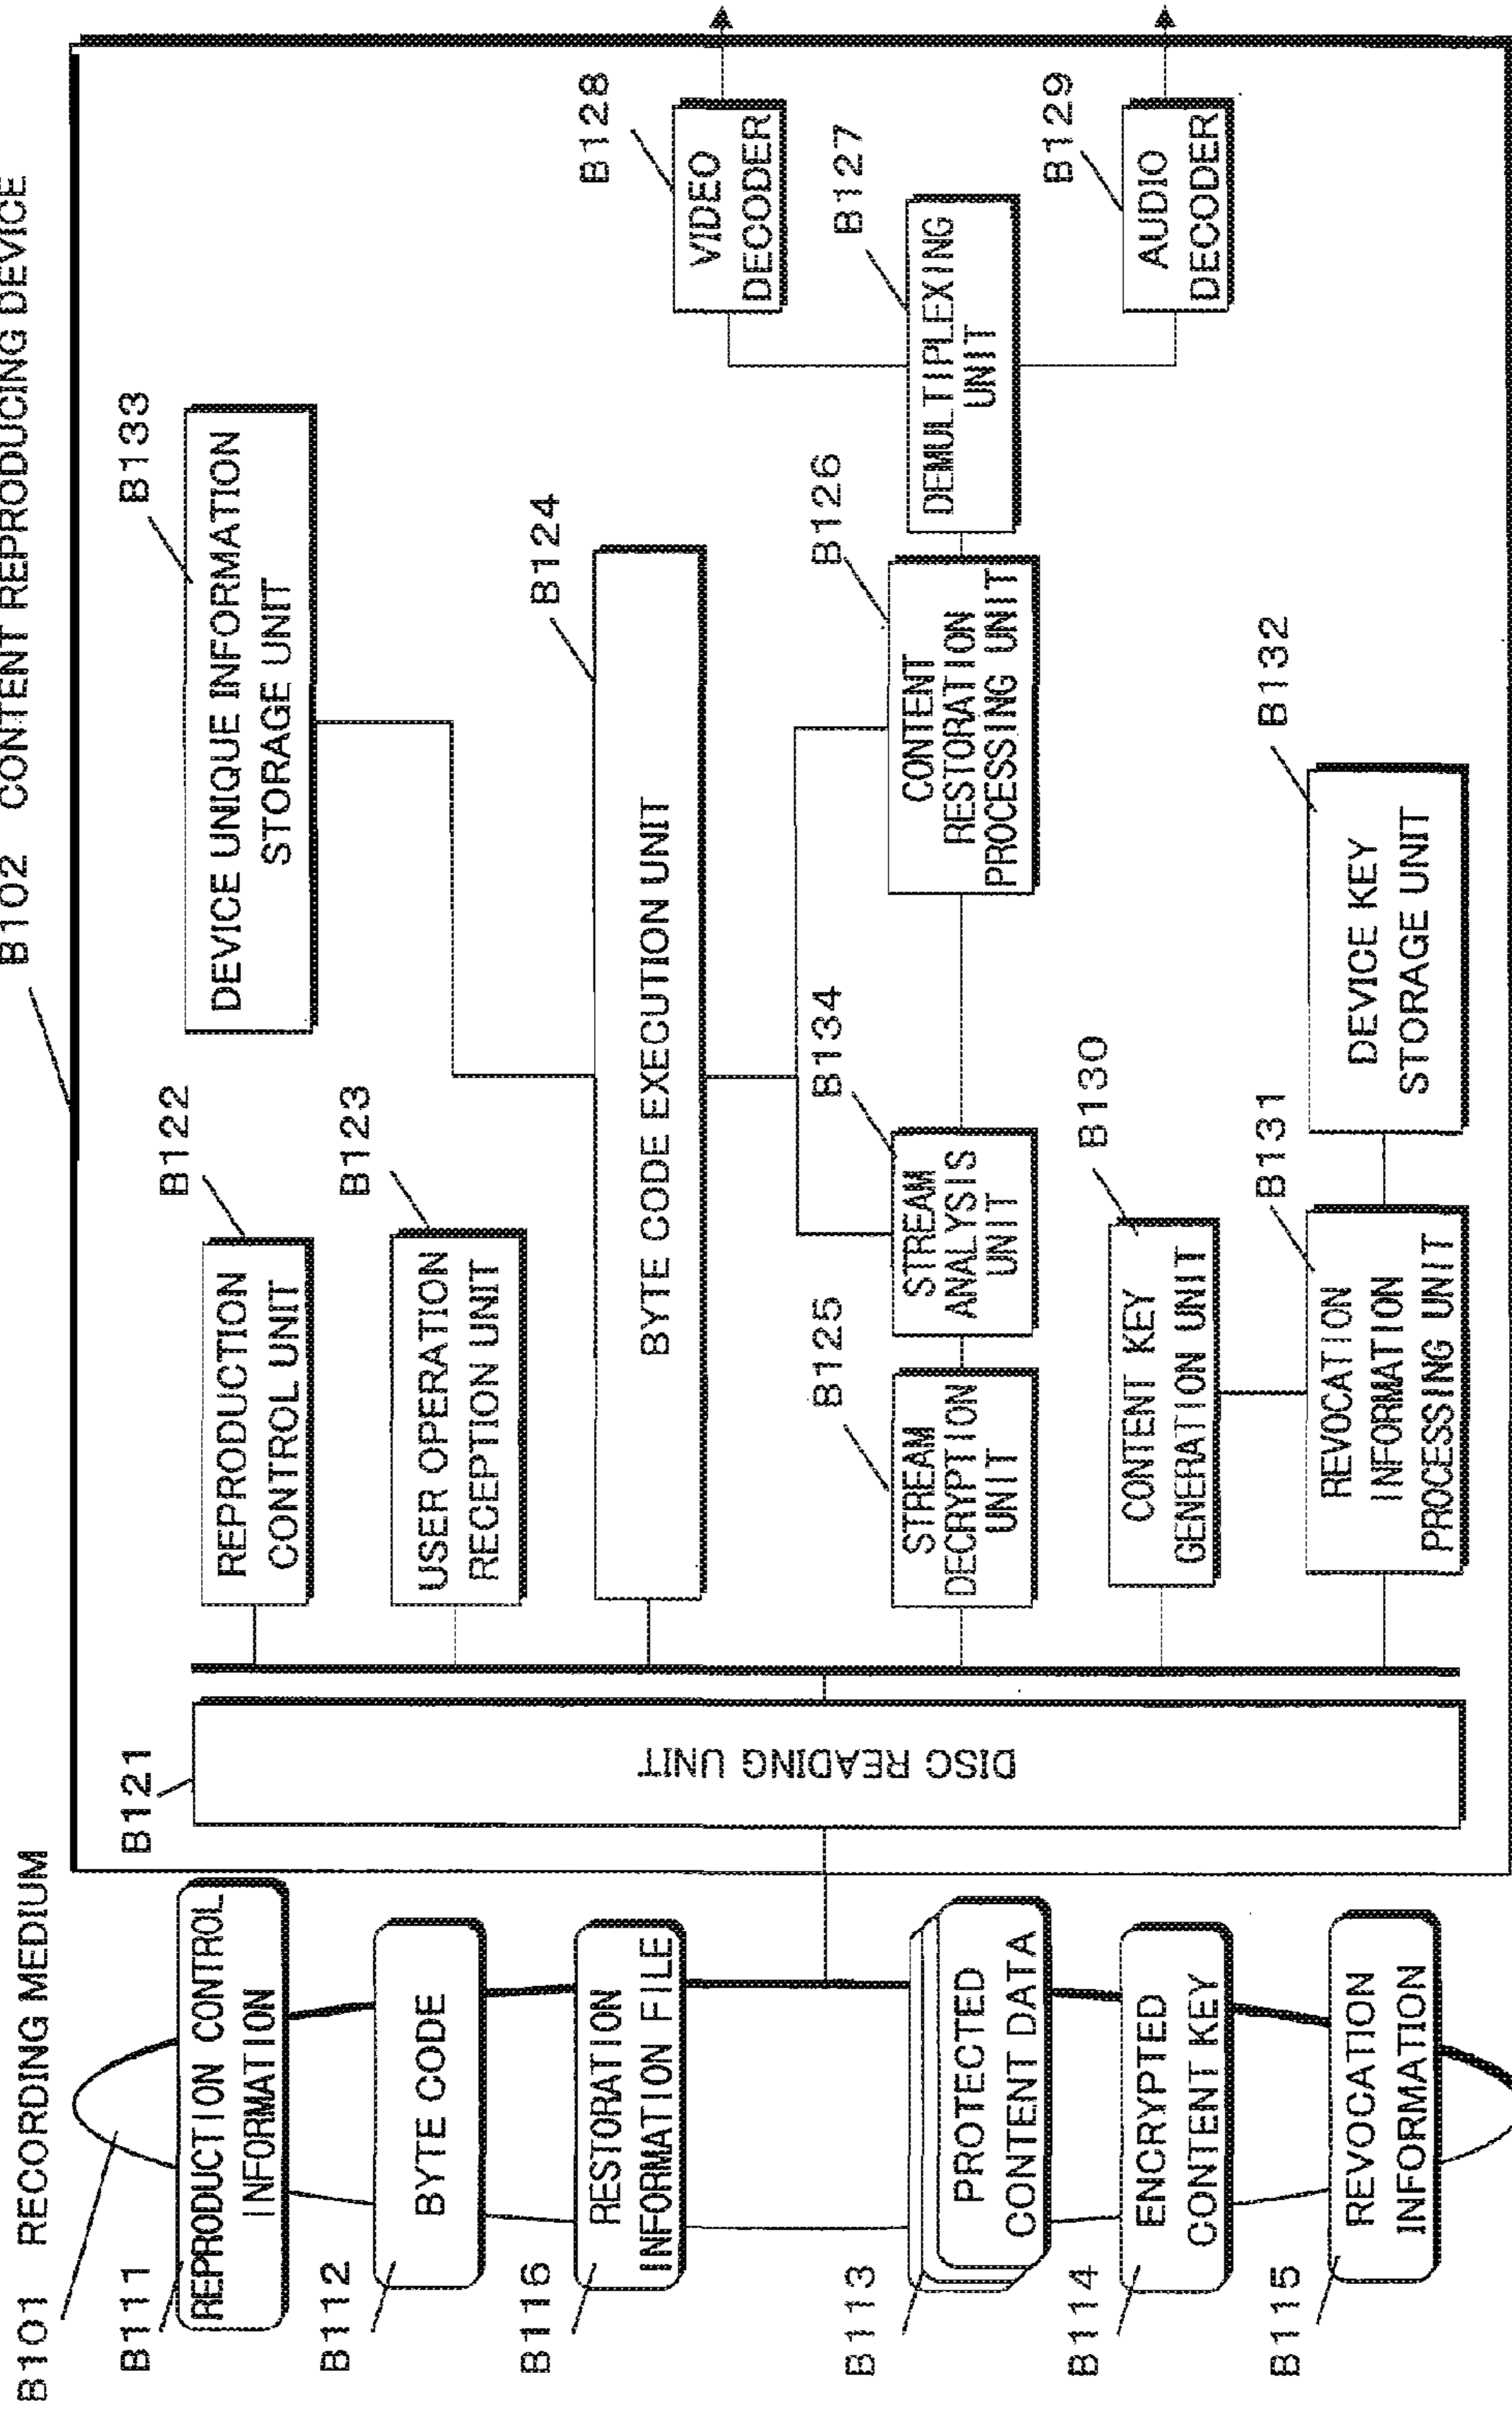 B101 RECORDING MEDIUM
B102 CONTENT REPRODUCING DEVICE
B111
REPRODUCTION CONTROL
INFORMATION
B112
BYTE CODE
B116
RESTORATION
INFORMATION FILE
B113
PROTECTED
CONTENT DATA
B114
ENCRYPTED
CONTENT KEY
B115
REVOCATION
INFORMATION
B121
DISC READING UNIT
B122
REPRODUCTION
CONTROL UNIT
B123
USER OPERATION
RECEPTION UNIT
B133
DEVICE UNIQUE INFORMATION
STORAGE UNIT
B124
BYTE CODE EXECUTION UNIT
B125
STREAM
DECRYPTION
UNIT
B134
STREAM
ANALYSIS
UNIT
B126
CONTENT
RESTORATION
PROCESSING UNIT
B127
DEMULTIPLEXING
UNIT
B128
VIDEO
DECODER
B129
AUDIO
DECODER
B130
CONTENT KEY
GENERATION UNIT
B131
REVOCATION
INFORMATION
PROCESSING UNIT
B132
DEVICE KEY
STORAGE UNIT